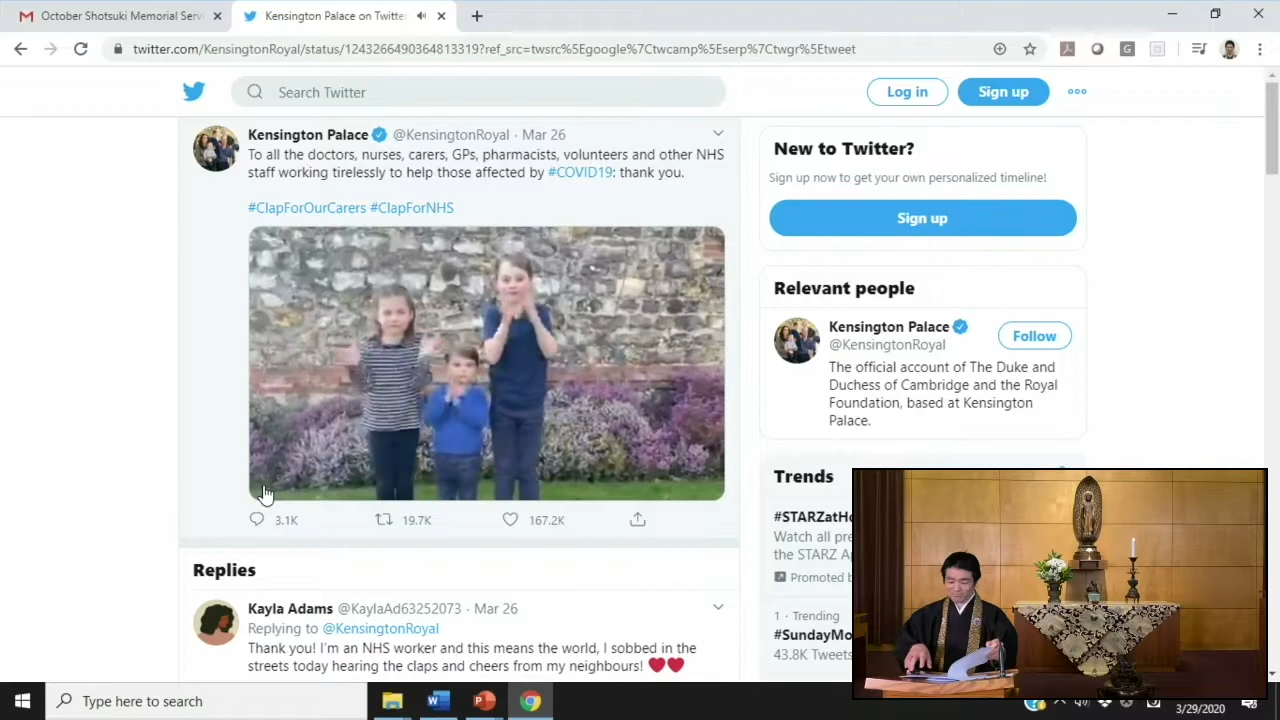 October Shotsuki Memorial Serv
Kensington Palace on Twitter
twitter.com/KensingtonRoyal/status/1243266490364813319?ref_src=twsrc%5Egoogle%7Ctwcamp%5Eserp%7Ctwgr%5Etweet
Search Twitter
Log in
Sign up
Kensington Palace @KensingtonRoyal · Mar 26
To all the doctors, nurses, carers, GPs, pharmacists, volunteers and other NHS
staff working tirelessly to help those affected by #COVID19: thank you.
#ClapForOurCarers #ClapForNHS
3.1K
19.7K
167.2K
Replies
Kayla Adams @KaylaAd63252073 · Mar 26
Replying to @KensingtonRoyal
Thank you! I'm an NHS worker and this means the world, I sobbed in the
streets today hearing the claps and cheers from my neighbours! ❤❤
New to Twitter?
Sign up now to get your own personalized timeline!
Sign up
Relevant people
Kensington Palace
@KensingtonRoyal
Follow
The official account of The Duke and
Duchess of Cambridge and the Royal
Foundation, based at Kensington
Palace.
Trends
#STARZatHo
Watch all pre
the STARZ A
Promoted b
1 · Trending
#SundayMo
43.8K Tweets
Type here to search
3/29/2020